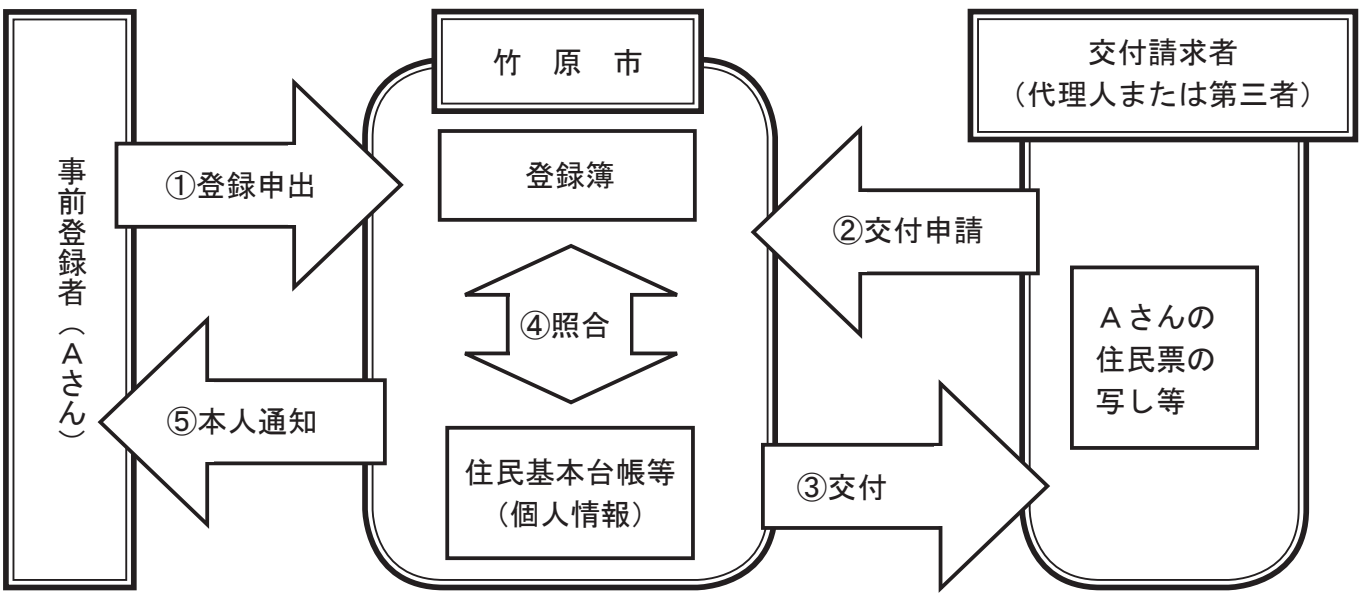 事前登録者（Aさん）
①登録申出
⑤本人通知
竹原市
登録簿
④照合
住民基本台帳等
（個人情報）
②交付申請
③交付
交付請求者
（代理人または第三者）
Aさんの
住民票の
写し等